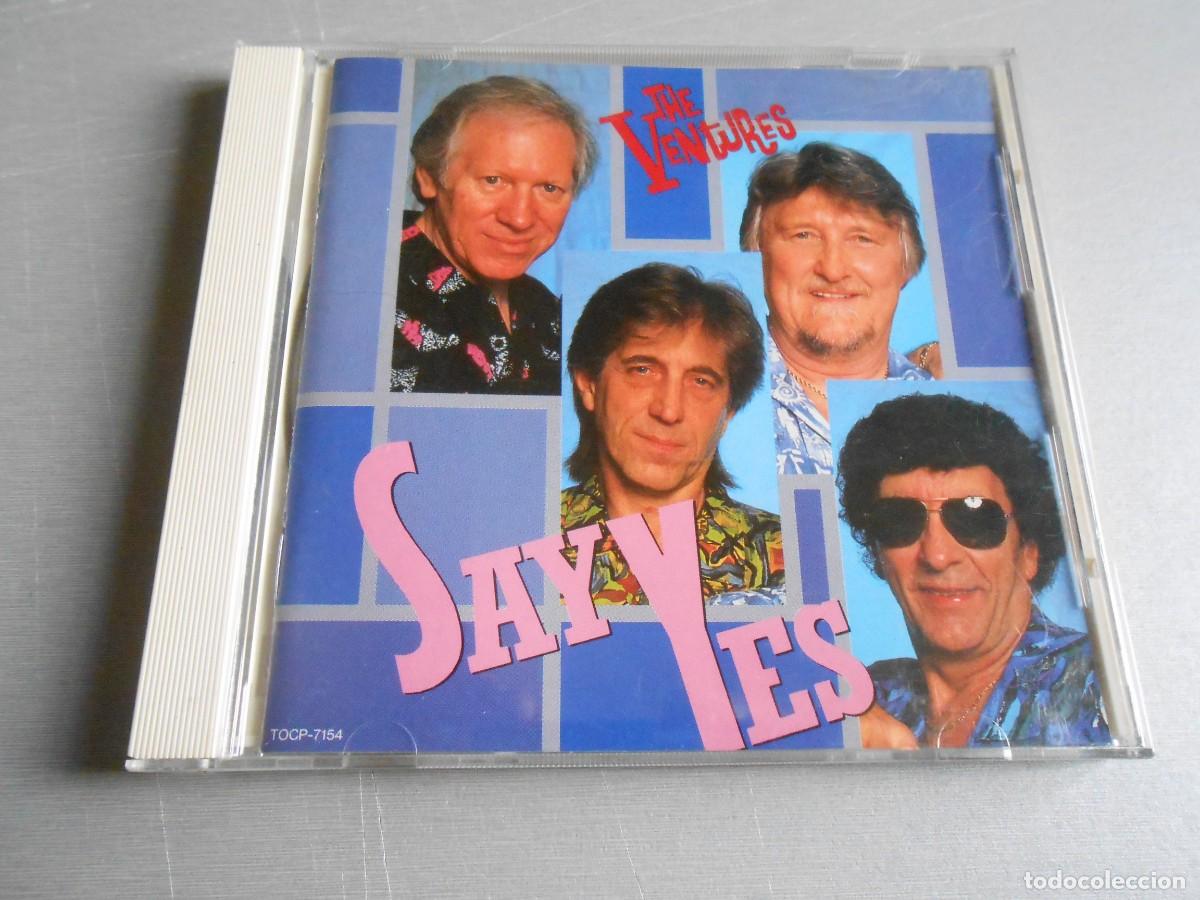 THE
VENTURES
SAY YES
TOCP-7154
todocoleccion